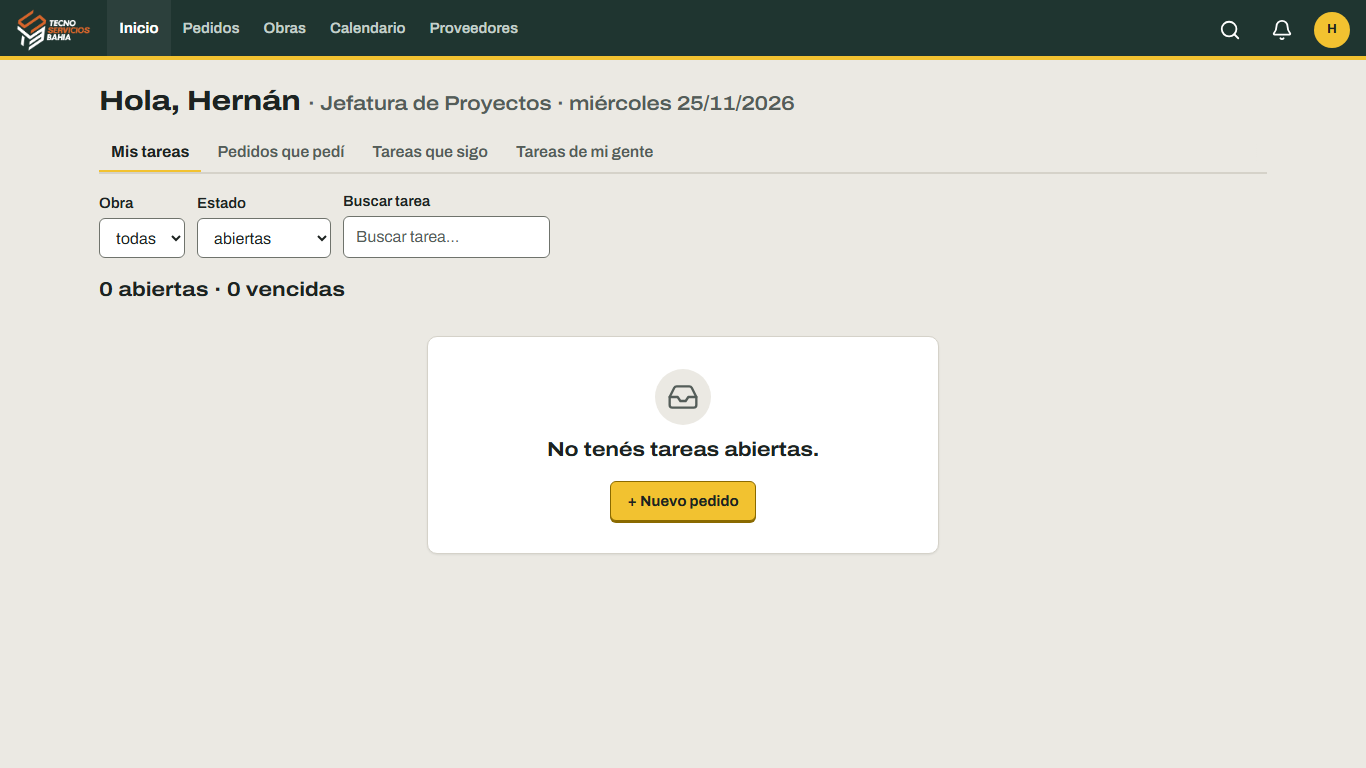 TECNO
SERVICIOS
BAHIA
Inicio Pedidos Obras Calendario Proveedores
H
Hola, Hernán · Jefatura de Proyectos · miércoles 25/11/2026
Mis tareas Pedidos que pedí Tareas que sigo Tareas de mi gente
Obra Estado Buscar tarea
todas abiertas Buscar tarea...
0 abiertas · 0 vencidas
No tenés tareas abiertas.
+ Nuevo pedido